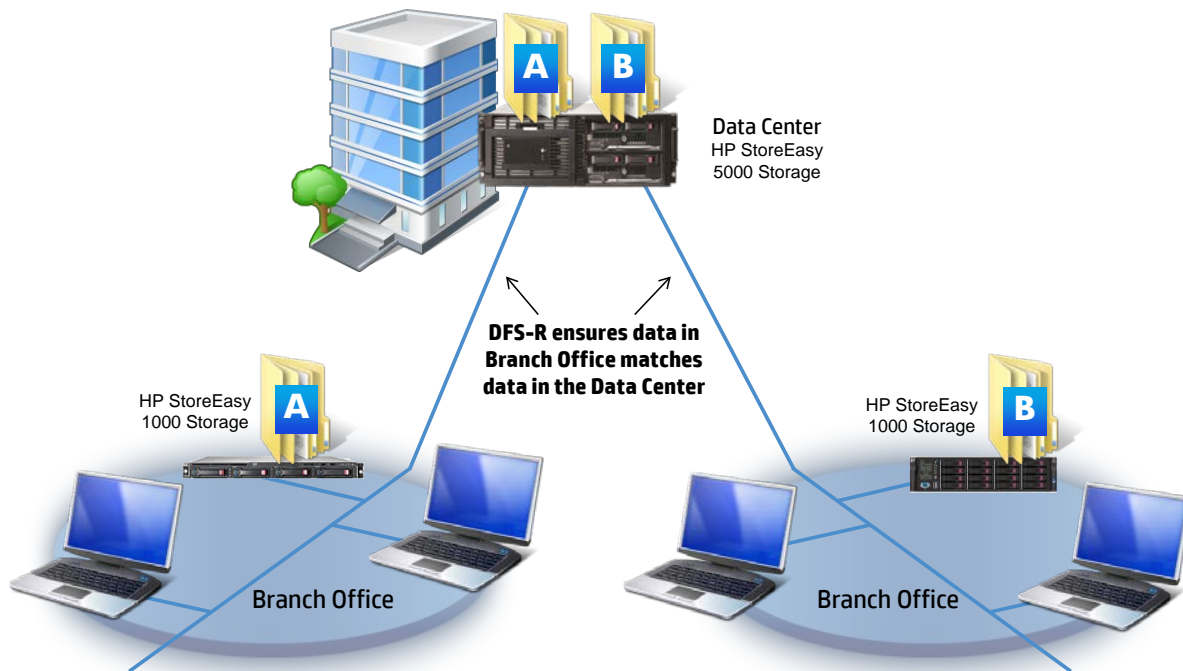 A
B
Data Center
HP StoreEasy
5000 Storage
DFS-R ensures data in
Branch Office matches
data in the Data Center
HP StoreEasy
1000 Storage
A
HP StoreEasy
1000 Storage
B
Branch Office
Branch Office